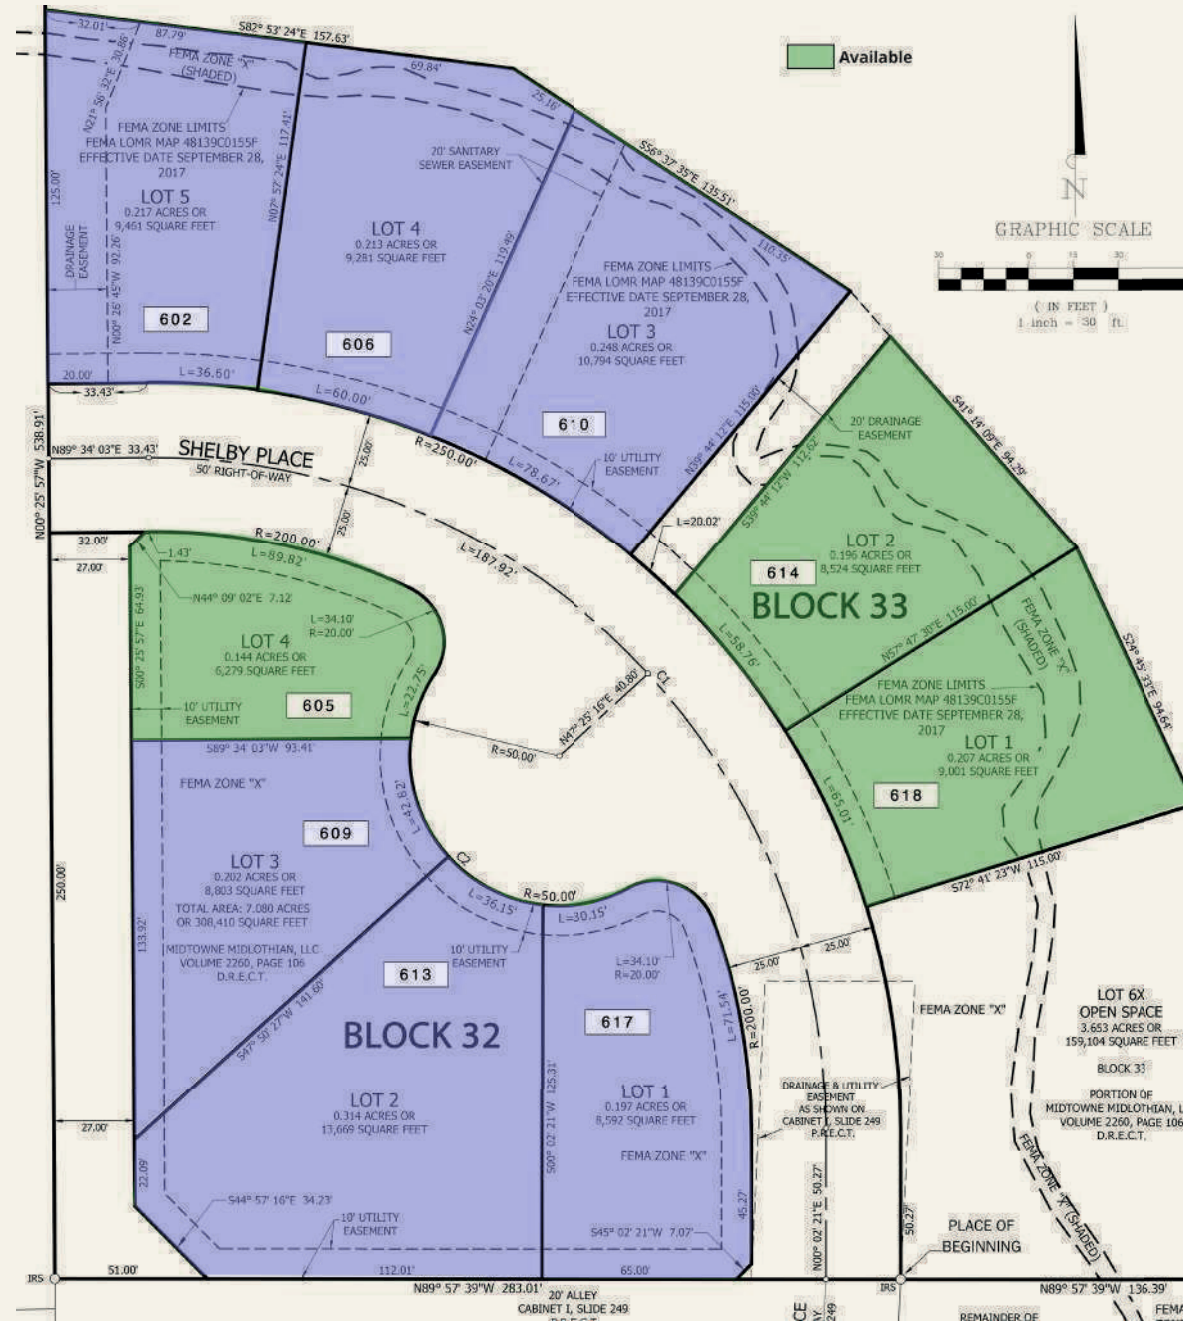 32.01'
87.79'
S82° 53' 24"E 157.63'
FEMA ZONE "X"
(SHADED)
69.84'
25.16'
Available
N21° 56' 32"E 30.86'
FEMA ZONE LIMITS
FEMA LOMR MAP 48139C0155F
EFFECTIVE DATE SEPTEMBER 28,
2017
N07° 57' 24"E 117.41'
20' SANITARY
SEWER EASEMENT
S56° 37' 35"E 135.51'
110.35'
N
GRAPHIC SCALE
30 0 15 30
( IN FEET )
1 inch = 30 ft.
125.00'
LOT 5
0.217 ACRES OR
9,461 SQUARE FEET
DRAINAGE
EASEMENT
N00° 26' 45"W 92.26'
602
LOT 4
0.213 ACRES OR
9,281 SQUARE FEET
606
N24° 03' 20"E 119.49'
FEMA ZONE LIMITS
FEMA LOMR MAP 48139C0155F
EFFECTIVE DATE SEPTEMBER 28,
2017
LOT 3
0.248 ACRES OR
10,794 SQUARE FEET
610
20.00'
33.43'
L=36.60'
L=60.00'
R=250.00'
L=78.67'
10' UTILITY
EASEMENT
N39° 44' 12"E 115.00'
20' DRAINAGE
EASEMENT
S39° 44' 12"W 112.62'
S41° 14' 09"E 94.29'
N00° 25' 57"W 538.91'
N89° 34' 03"E 33.43'
SHELBY PLACE
50' RIGHT-OF-WAY
25.00'
25.00'
L=187.92'
L=20.02'
LOT 2
0.196 ACRES OR
8,524 SQUARE FEET
614
BLOCK 33
N57° 47' 30"E 115.00'
FEMA ZONE "X"
(SHADED)
S24° 45' 33"E 94.64'
L=58.76'
FEMA ZONE LIMITS
FEMA LOMR MAP 48139C0155F
EFFECTIVE DATE SEPTEMBER 28,
2017
LOT 1
0.207 ACRES OR
9,001 SQUARE FEET
618
L=65.01'
S72° 41' 23"W 115.00'
32.00'
27.00'
1.43'
R=200.00'
L=89.82'
N44° 09' 02"E 7.12'
S00° 25' 57"E 64.93
L=34.10'
R=20.00'
LOT 4
0.144 ACRES OR
6,279 SQUARE FEET
605
10' UTILITY
EASEMENT
L=22.75'
S89° 34' 03"W 93.41'
C1
N47° 25' 16"E 40.80'
R=50.00'
FEMA ZONE "X"
609
L=42.82'
C2
LOT 3
0.202 ACRES OR
8,803 SQUARE FEET
TOTAL AREA: 7.080 ACRES
OR 308,410 SQUARE FEET
MIDTOWNE MIDLOTHIAN, LLC
VOLUME 2260, PAGE 106
D.R.E.C.T.
250.00'
133.92'
S47° 50' 27"W 141.60'
L=36.15'
R=50.00'
L=30.15'
10' UTILITY
EASEMENT
613
BLOCK 32
L=34.10'
R=20.00'
617
L=71.54'
R=200.00'
25.00'
25.00'
FEMA ZONE "X"
LOT 6X
OPEN SPACE
3.653 ACRES OR
159,104 SQUARE FEET
BLOCK 33
PORTION OF
MIDTOWNE MIDLOTHIAN, L
VOLUME 2260, PAGE 106
D.R.E.C.T.
LOT 2
0.314 ACRES OR
13,669 SQUARE FEET
S00° 02' 21"W 125.31'
LOT 1
0.197 ACRES OR
8,592 SQUARE FEET
FEMA ZONE "X"
DRAINAGE & UTILITY
EASEMENT
AS SHOWN ON
CABINET I, SLIDE 249
P.R.E.C.T.
27.00'
22.09'
S44° 57' 16"E 34.23'
10' UTILITY
EASEMENT
S45° 02' 21"W 7.07'
45.27'
N00° 02' 21"E 50.27'
50.27'
FEMA ZONE "X" (SHADED)
PLACE OF
BEGINNING
IRS
51.00'
112.01'
65.00'
N89° 57' 39"W 283.01'
IRS
N89° 57' 39"W 136.39'
20' ALLEY
CABINET I, SLIDE 249
P.R.E.C.T.
REMAINDER OF
FEMA